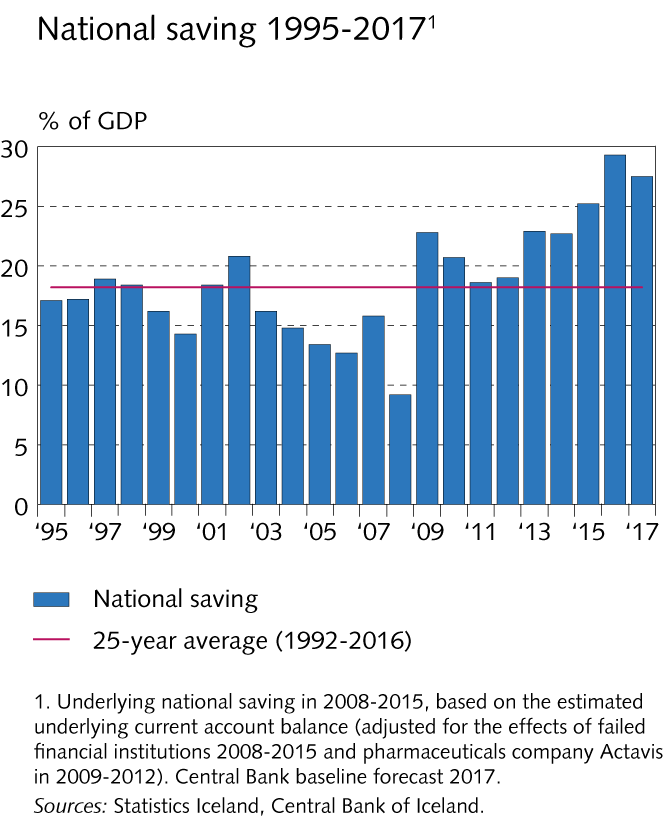 National saving 1995-2017¹
% of GDP
30
25
20
15
10
5
0
‘95 ‘97 ‘99 ‘01 ‘03 ‘05 ‘07 ‘09 ‘11 ‘13 ‘15 ‘17
National saving
25-year average (1992-2016)
1. Underlying national saving in 2008-2015, based on the estimated
underlying current account balance (adjusted for the effects of failed
financial institutions 2008-2015 and pharmaceuticals company Actavis
in 2009-2012). Central Bank baseline forecast 2017.
Sources: Statistics Iceland, Central Bank of Iceland.